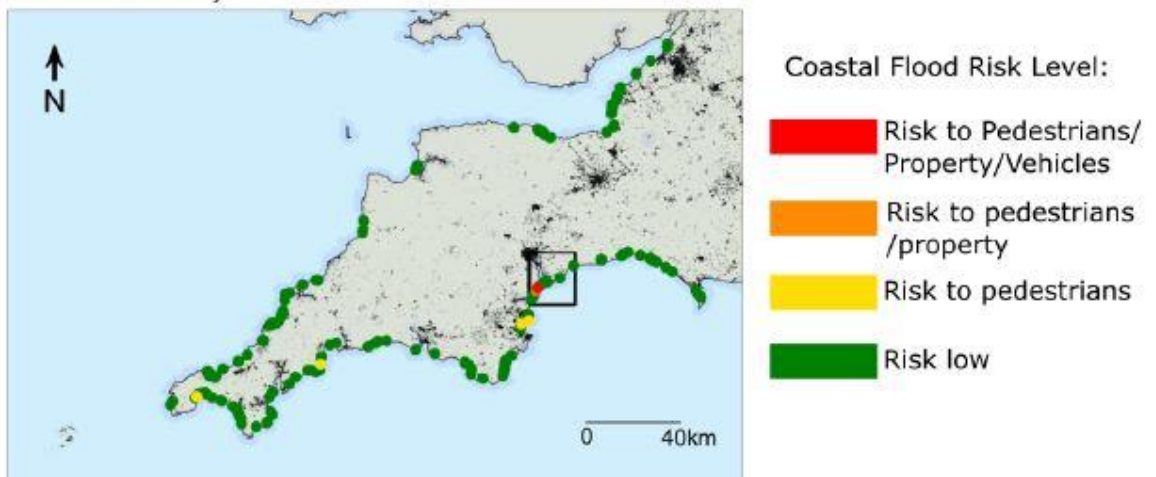 N
0 40km
Coastal Flood Risk Level:
Risk to Pedestrians/
Property/Vehicles
Risk to pedestrians
/property
Risk to pedestrians
Risk low